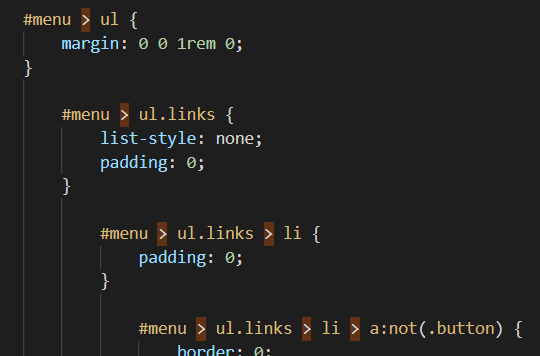 #menu > ul {
margin: 0 0 1rem 0;
}
#menu > ul.links {
list-style: none;
padding: 0;
}
#menu > ul.links > li {
padding: 0;
}
#menu > ul.links > li > a:not(.button) {
border: 0;